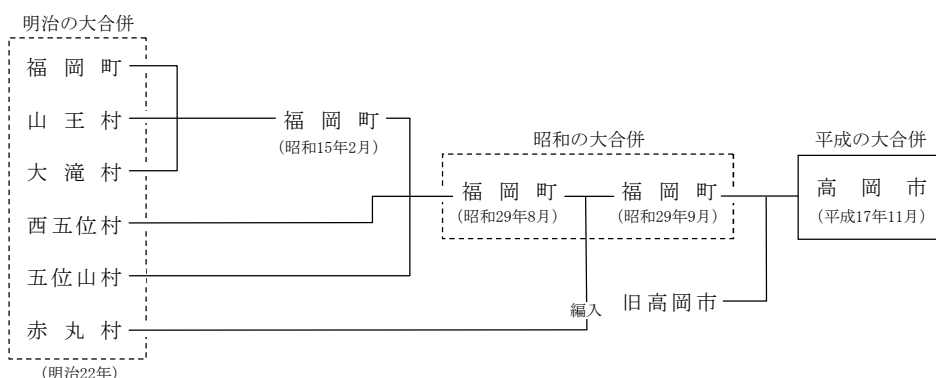 明治の大合併
福岡町
山王村
大滝村
西五位村
五位山村
赤丸村
(明治22年)
福岡町
(昭和15年2月)
昭和の大合併
福岡町
(昭和29年8月)
福岡町
(昭和29年9月)
編入
旧高岡市
平成の大合併
高岡市
(平成17年11月)